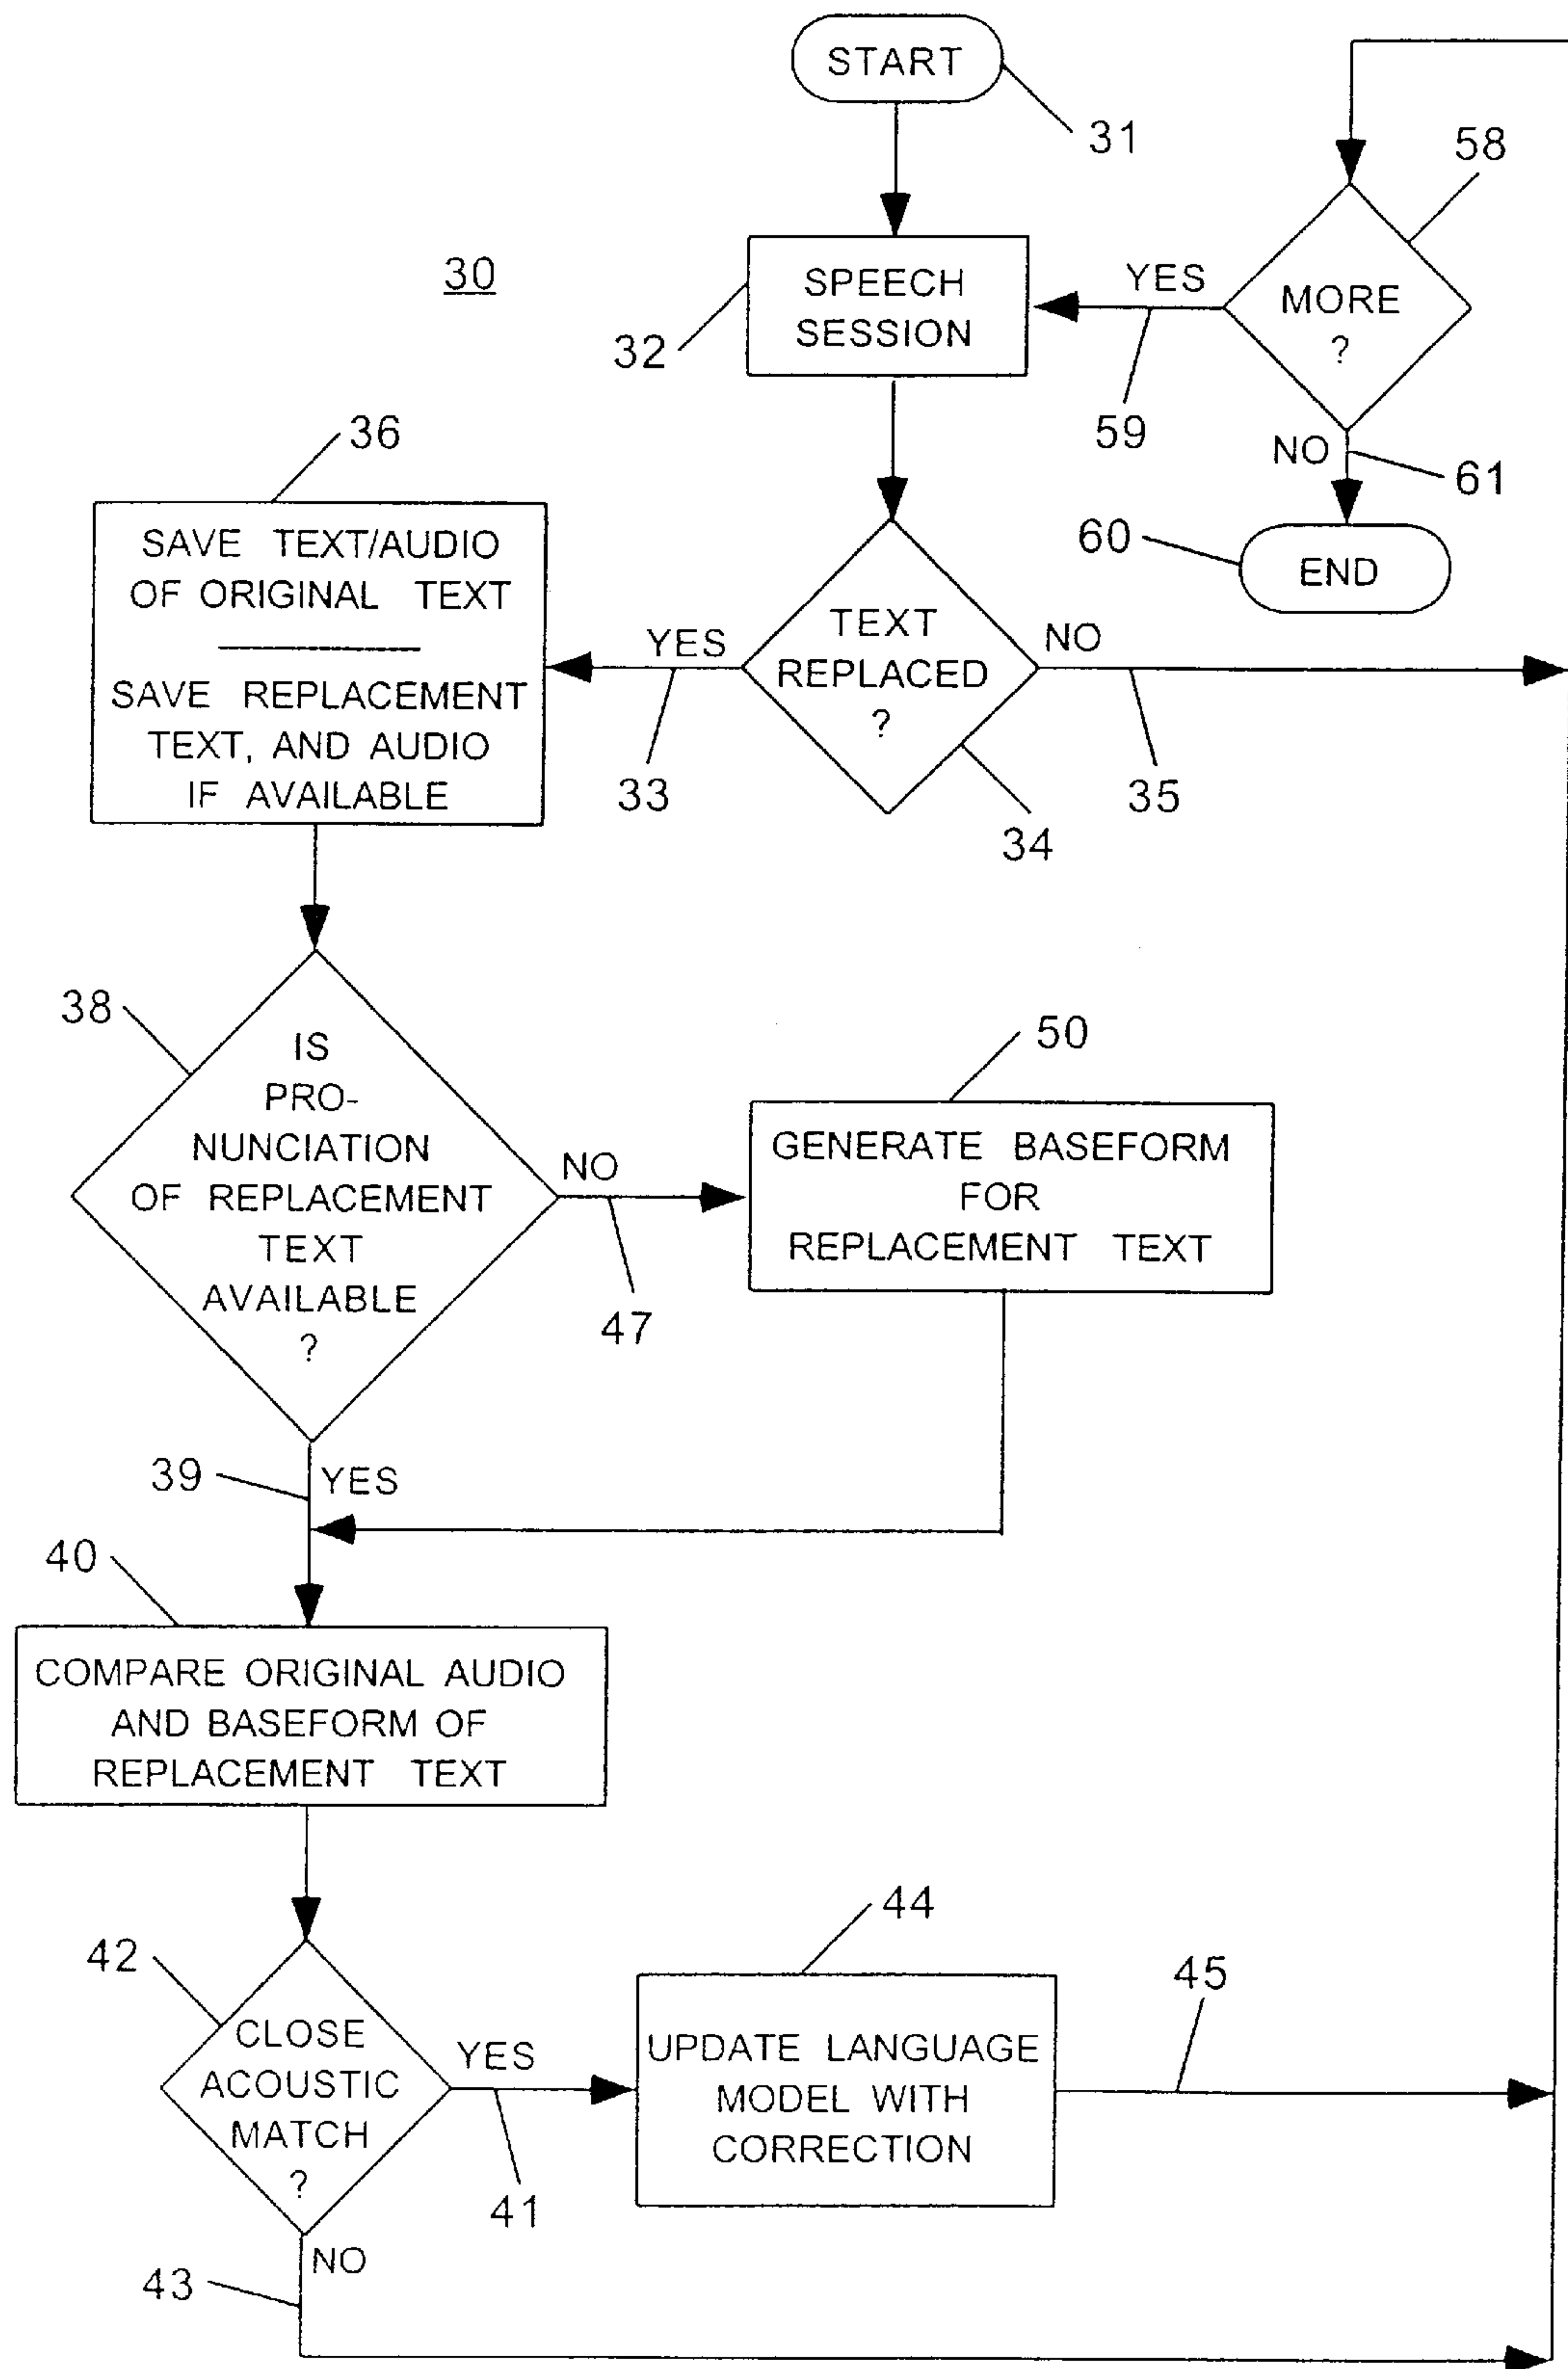 START
31
58
30
SPEECH
SESSION
32
YES
MORE
?
59
NO
61
60
END
36
SAVE TEXT/AUDIO
OF ORIGINAL TEXT
SAVE REPLACEMENT
TEXT, AND AUDIO
IF AVAILABLE
YES
33
TEXT
REPLACED
?
NO
35
34
38
IS
PRO-
NUNCIATION
OF REPLACEMENT
TEXT
AVAILABLE
?
NO
47
50
GENERATE BASEFORM
FOR
REPLACEMENT TEXT
39
YES
40
COMPARE ORIGINAL AUDIO
AND BASEFORM OF
REPLACEMENT TEXT
42
CLOSE
ACOUSTIC
MATCH
?
YES
41
44
UPDATE LANGUAGE
MODEL WITH
CORRECTION
45
NO
43